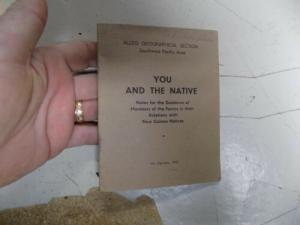 ALLIED GEOGRAPHICAL SECTION
Southwest Pacific Area
YOU
AND THE NATIVE
Notes for the Guidance of
Members of the Forces in their
Relations with
New Guinea Natives